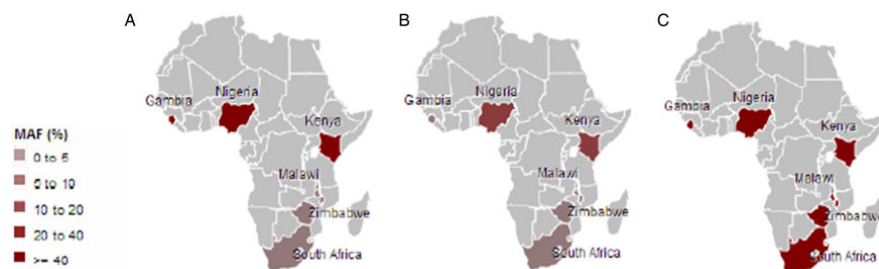 A
B
C
Nigeria
Gambia
Kenya
Malawi
Zimbabwe
South Africa
Nigeria
Gambia
Kenya
Malawi
Zimbabwe
South Africa
Nigeria
Gambia
Kenya
Malawi
Zimbabwe
South Africa
MAF (%)
0 to 5
5 to 10
10 to 20
20 to 40
>= 40